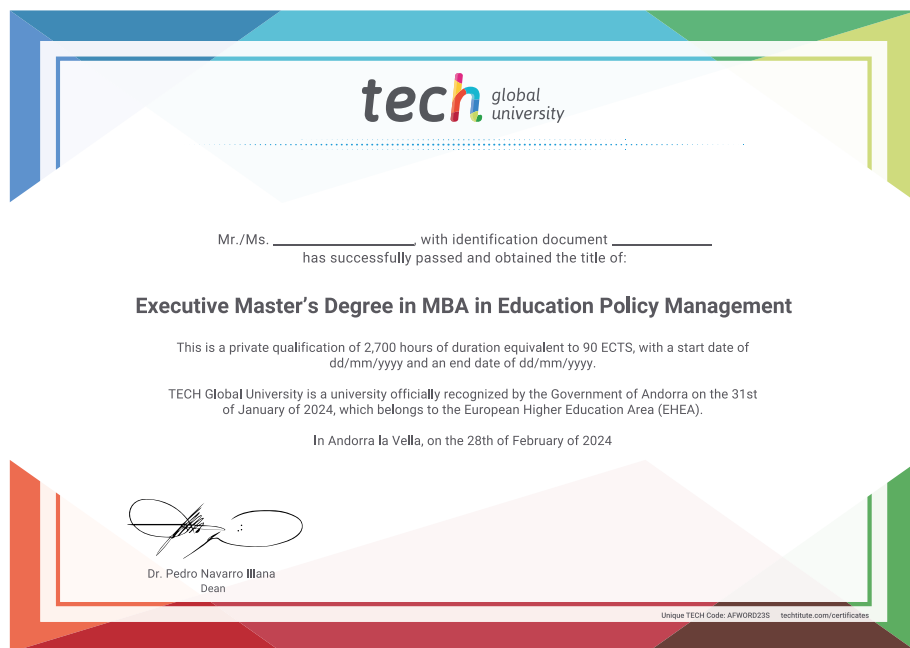 tech global university
Mr./Ms. ____________, with identification document ____________
has successfully passed and obtained the title of:
Executive Master's Degree in MBA in Education Policy Management
This is a private qualification of 2,700 hours of duration equivalent to 90 ECTS, with a start date of
dd/mm/yyyy and an end date of dd/mm/yyyy.
TECH Global University is a university officially recognized by the Government of Andorra on the 31st
of January of 2024, which belongs to the European Higher Education Area (EHEA).
In Andorra la Vella, on the 28th of February of 2024
Dr. Pedro Navarro Illana
Dean
Unique TECH Code: AFWORD23S techtitute.com/certificates